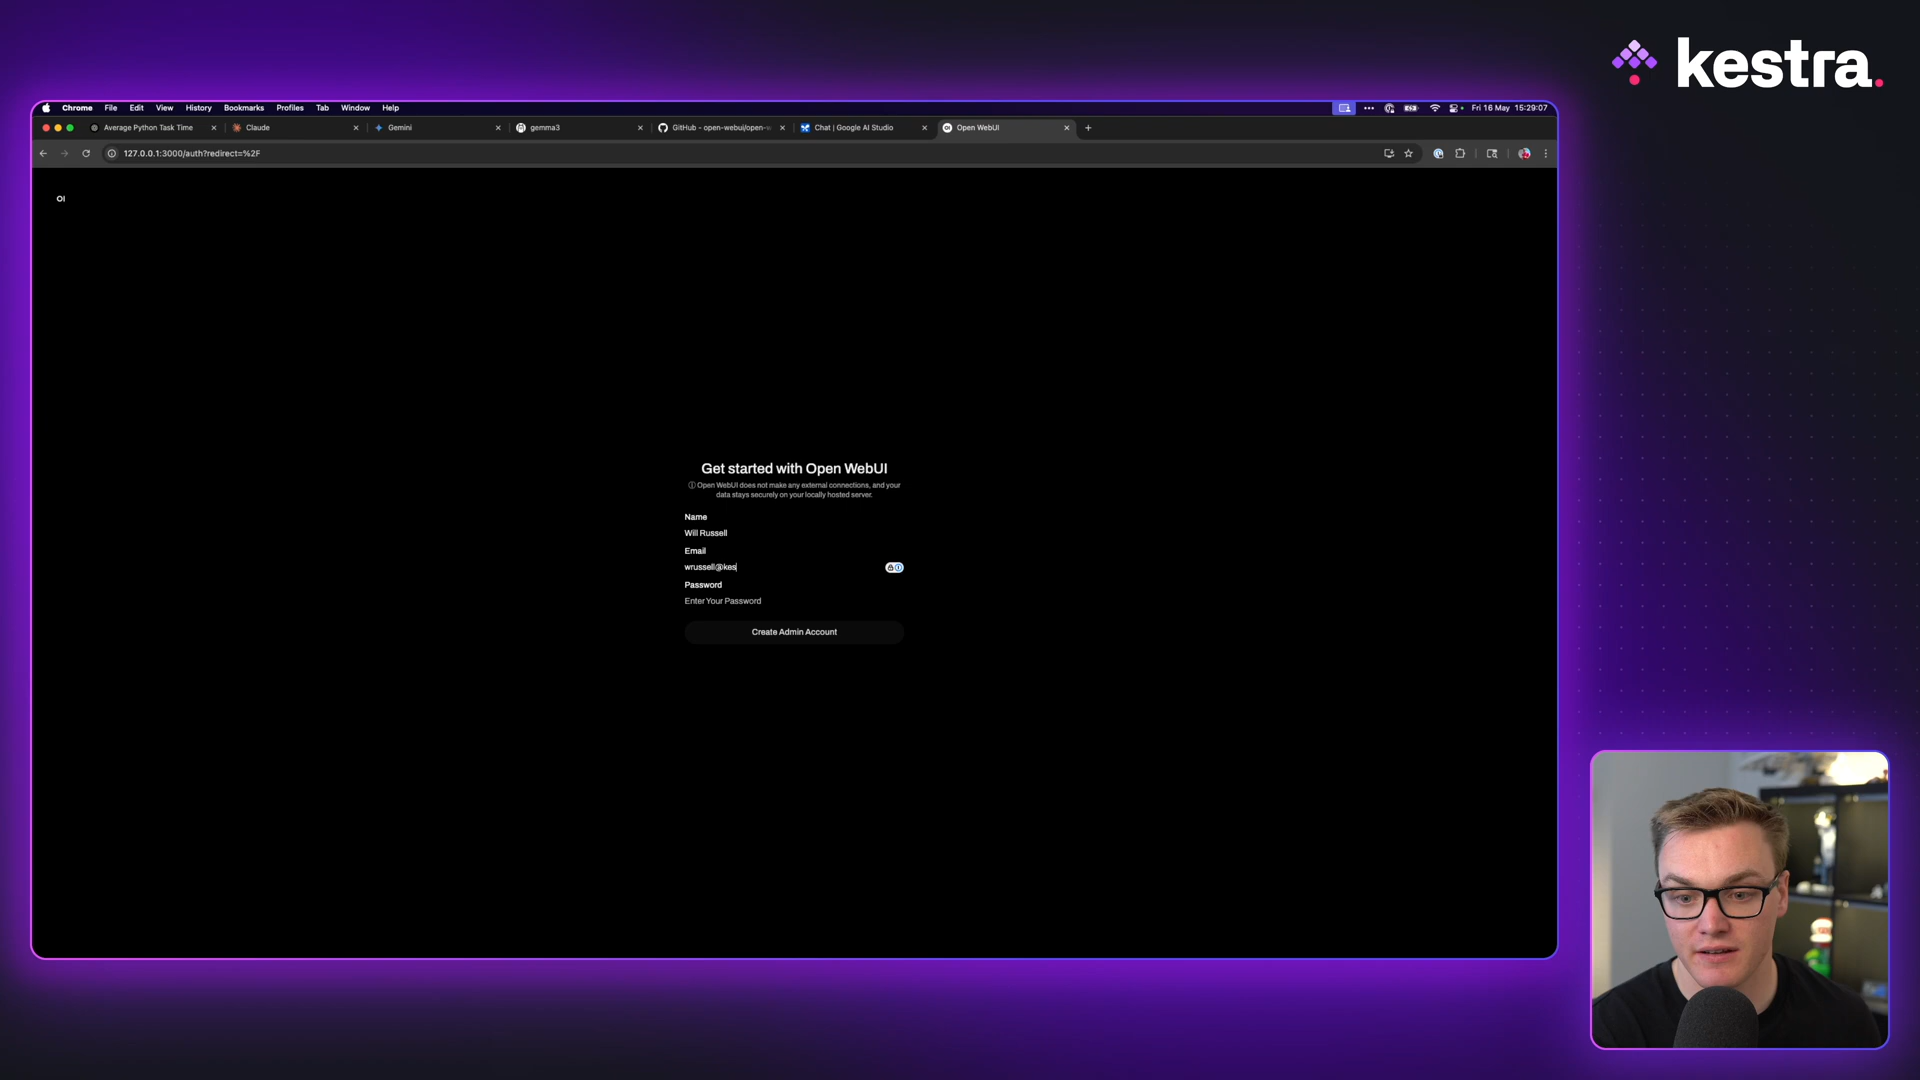 kestra.
Chrome File Edit View History Bookmarks Profiles Tab Window Help
Fri 16 May 15:29:07
Average Python Task Time
Claude
Gemini
gemma3
GitHub - open-webui/open-w
Chat | Google AI Studio
Open WebUI
127.0.0.1:3000/auth?redirect=%2F
OI
Get started with Open WebUI
Open WebUI does not make any external connections, and your
data stays securely on your locally hosted server.
Name
Will Russell
Email
wrussell@kes
Password
Enter Your Password
Create Admin Account